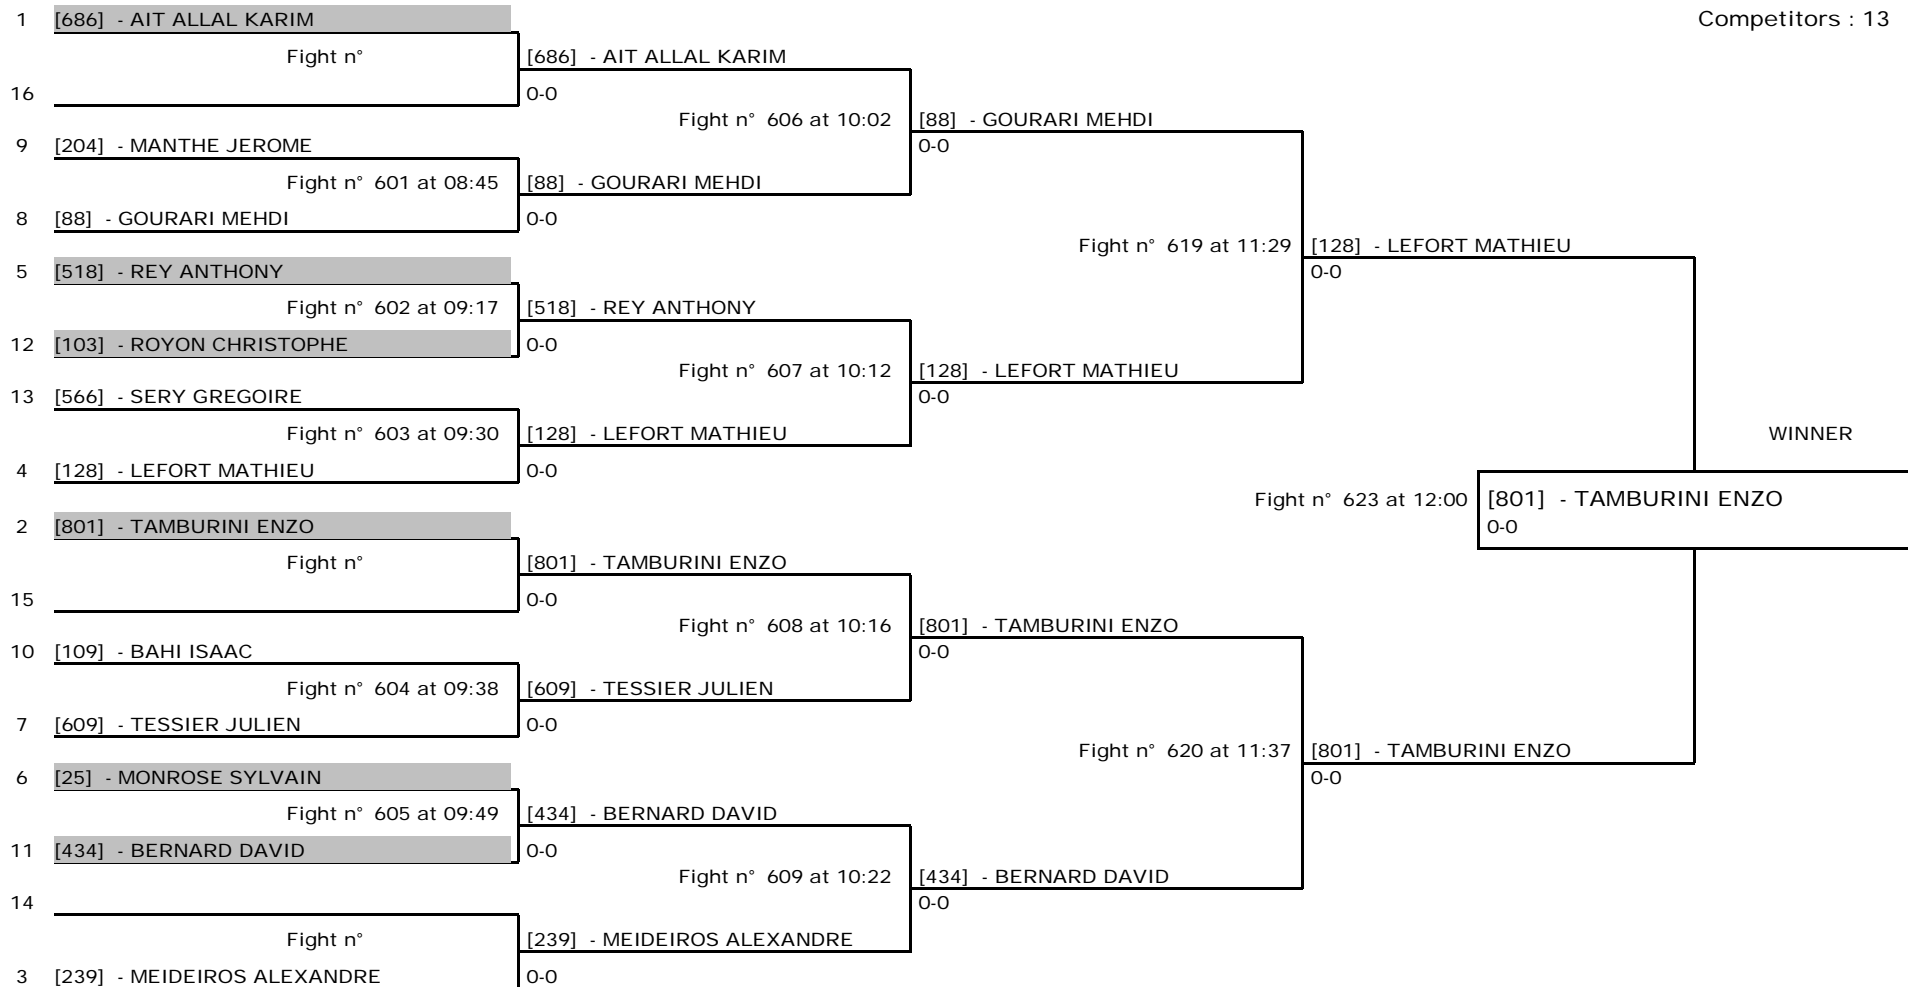 1 [686] - AIT ALLAL KARIM
Competitors : 13
Fight n°
[686] - AIT ALLAL KARIM
16
0-0
Fight n° 606 at 10:02
[88] - GOURARI MEHDI
9 [204] - MANTHE JEROME
0-0
Fight n° 601 at 08:45
[88] - GOURARI MEHDI
8 [88] - GOURARI MEHDI
0-0
Fight n° 619 at 11:29
[128] - LEFORT MATHIEU
5 [518] - REY ANTHONY
0-0
Fight n° 602 at 09:17
[518] - REY ANTHONY
12 [103] - ROYON CHRISTOPHE
0-0
Fight n° 607 at 10:12
[128] - LEFORT MATHIEU
13 [566] - SERY GREGOIRE
0-0
Fight n° 603 at 09:30
[128] - LEFORT MATHIEU
WINNER
4 [128] - LEFORT MATHIEU
0-0
Fight n° 623 at 12:00
[801] - TAMBURINI ENZO
2 [801] - TAMBURINI ENZO
0-0
Fight n°
[801] - TAMBURINI ENZO
15
0-0
Fight n° 608 at 10:16
[801] - TAMBURINI ENZO
10 [109] - BAHI ISAAC
0-0
Fight n° 604 at 09:38
[609] - TESSIER JULIEN
7 [609] - TESSIER JULIEN
0-0
Fight n° 620 at 11:37
[801] - TAMBURINI ENZO
6 [25] - MONROSE SYLVAIN
0-0
Fight n° 605 at 09:49
[434] - BERNARD DAVID
11 [434] - BERNARD DAVID
0-0
Fight n° 609 at 10:22
[434] - BERNARD DAVID
14
0-0
Fight n°
[239] - MEIDEIROS ALEXANDRE
3 [239] - MEIDEIROS ALEXANDRE
0-0